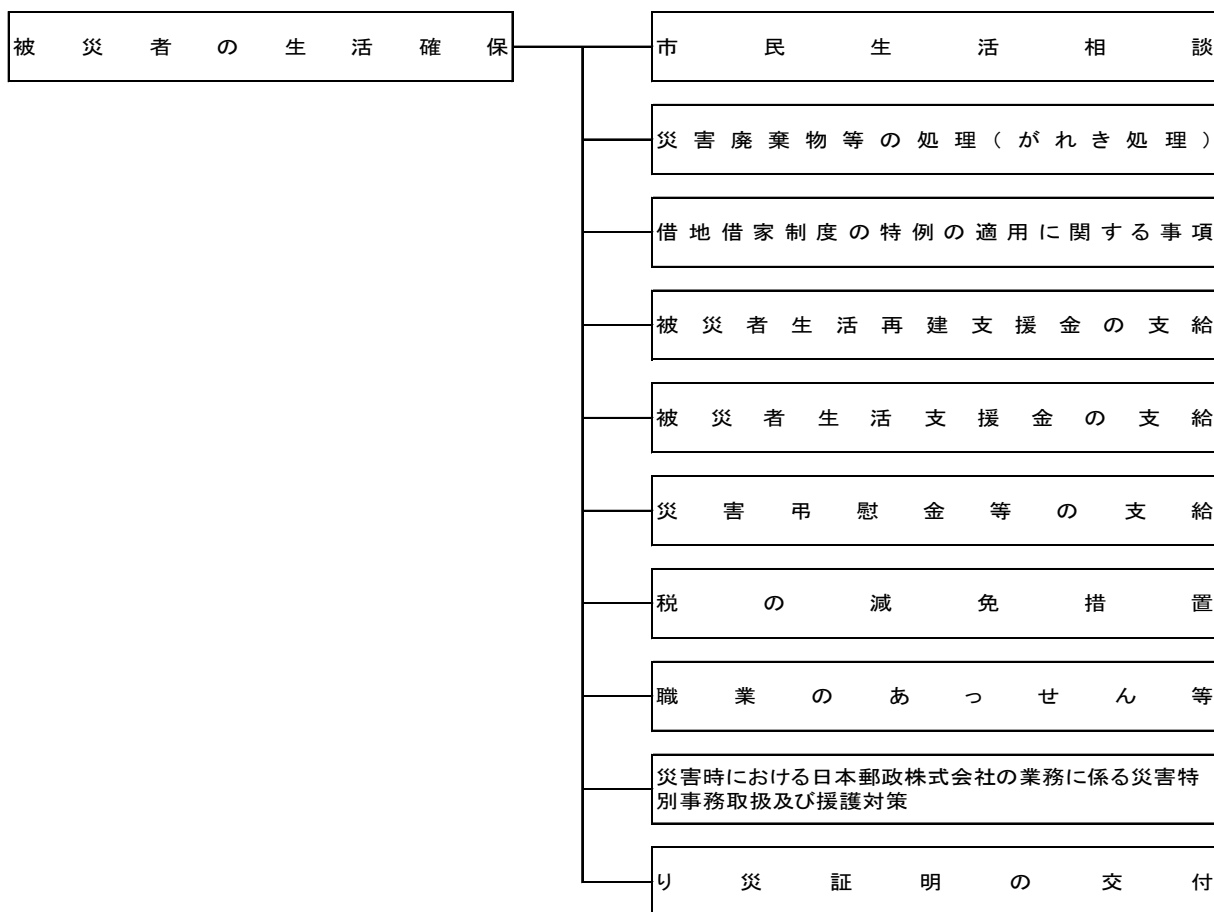 被災者の生活確保
市民生活相談
災害廃棄物等の処理(がれき処理)
借地借家制度の特例の適用に関する事項
被災者生活再建支援金の支給
被災者生活支援金の支給
災害弔慰金等の支給
税の減免措置
職業のあっせん等
災害時における日本郵政株式会社の業務に係る災害特
別事務取扱及び援護対策
り災証明の交付